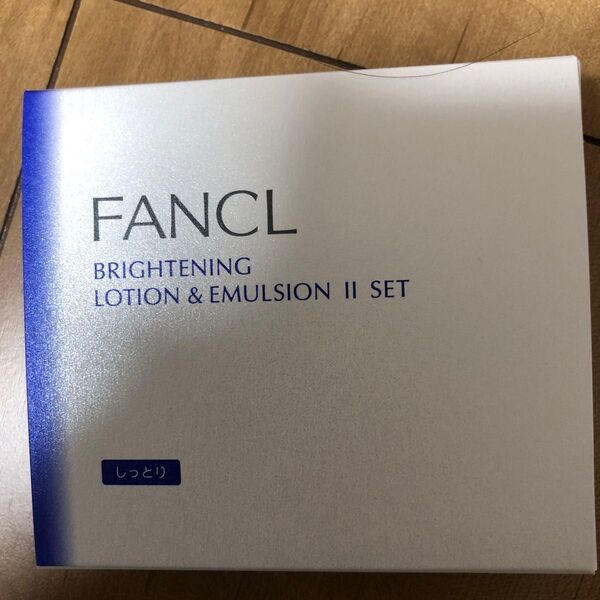 FANCL
BRIGHTENING
LOTION & EMULSION II SET
しっとり